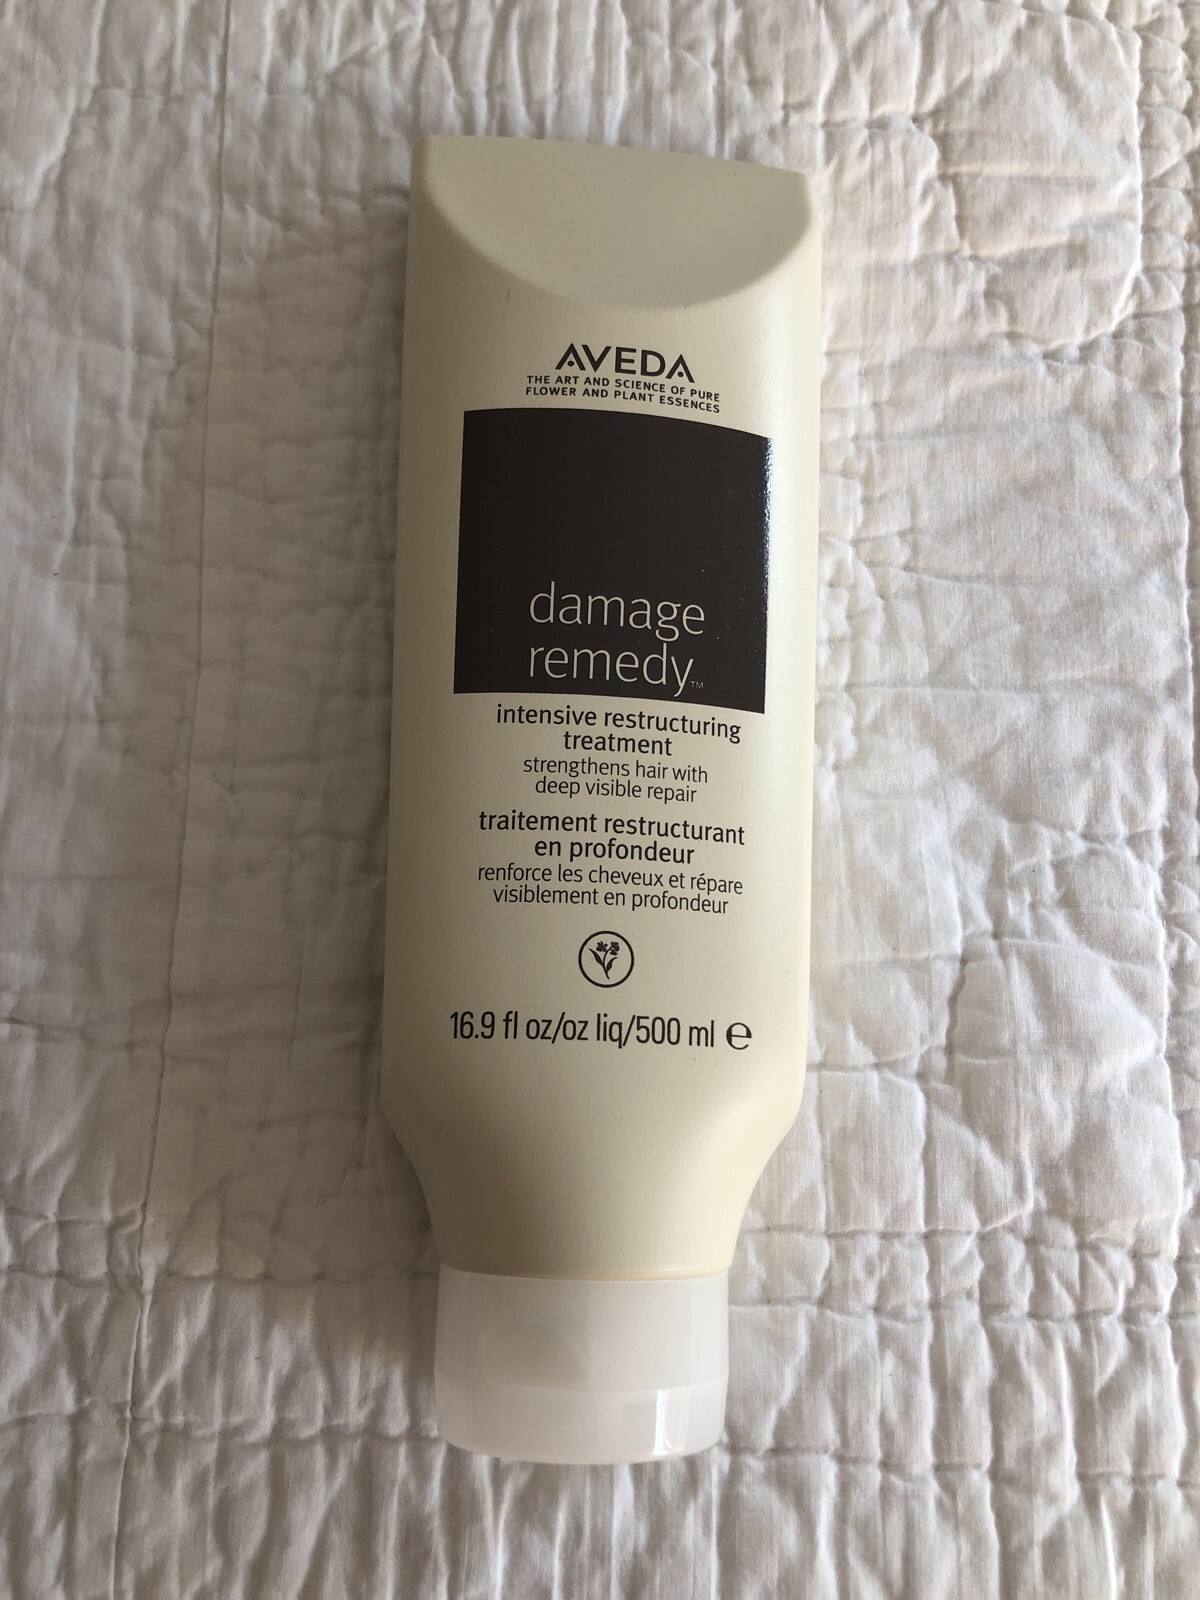 AVEDA
THE ART AND SCIENCE OF PURE
FLOWER AND PLANT ESSENCES
damage
remedy™
intensive restructuring
treatment
strengthens hair with
deep visible repair
traitement restructurant
en profondeur
renforce les cheveux et répare
visiblement en profondeur
16.9 fl oz/oz liq/500 ml ℮